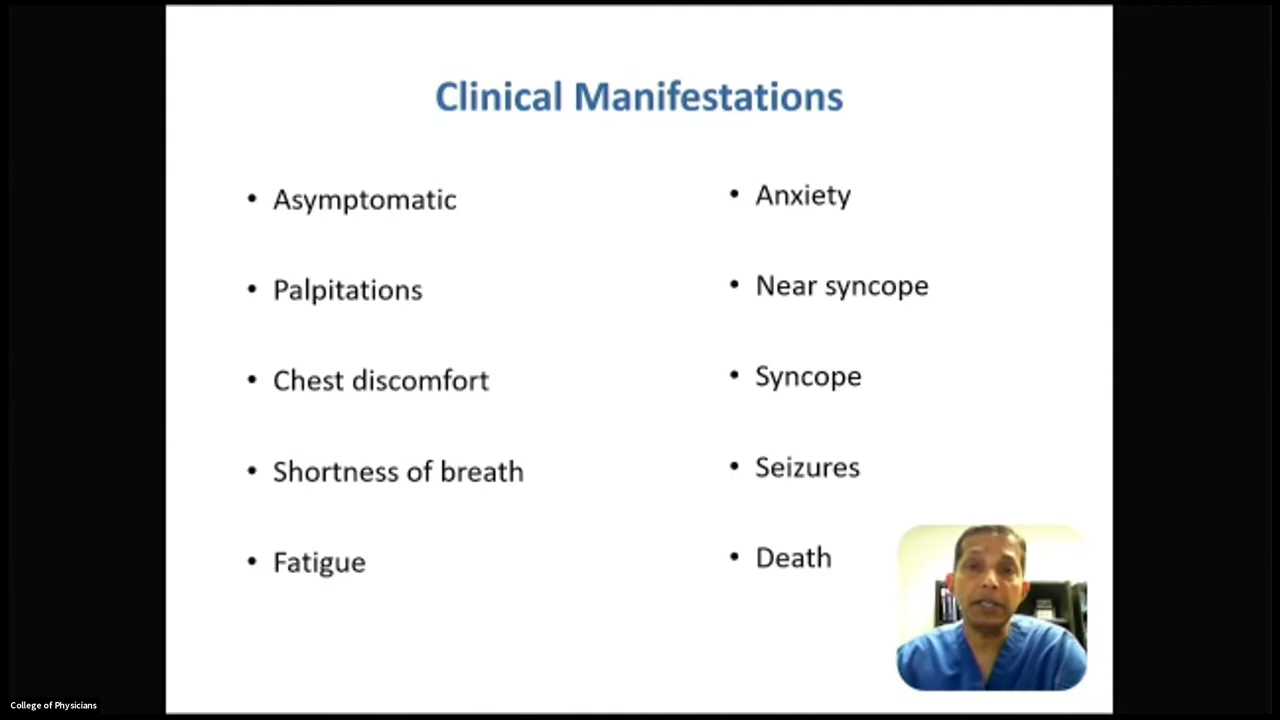 Clinical Manifestations
• Asymptomatic
• Palpitations
• Chest discomfort
• Shortness of breath
• Fatigue
• Anxiety
• Near syncope
• Syncope
• Seizures
• Death
College of Physicians